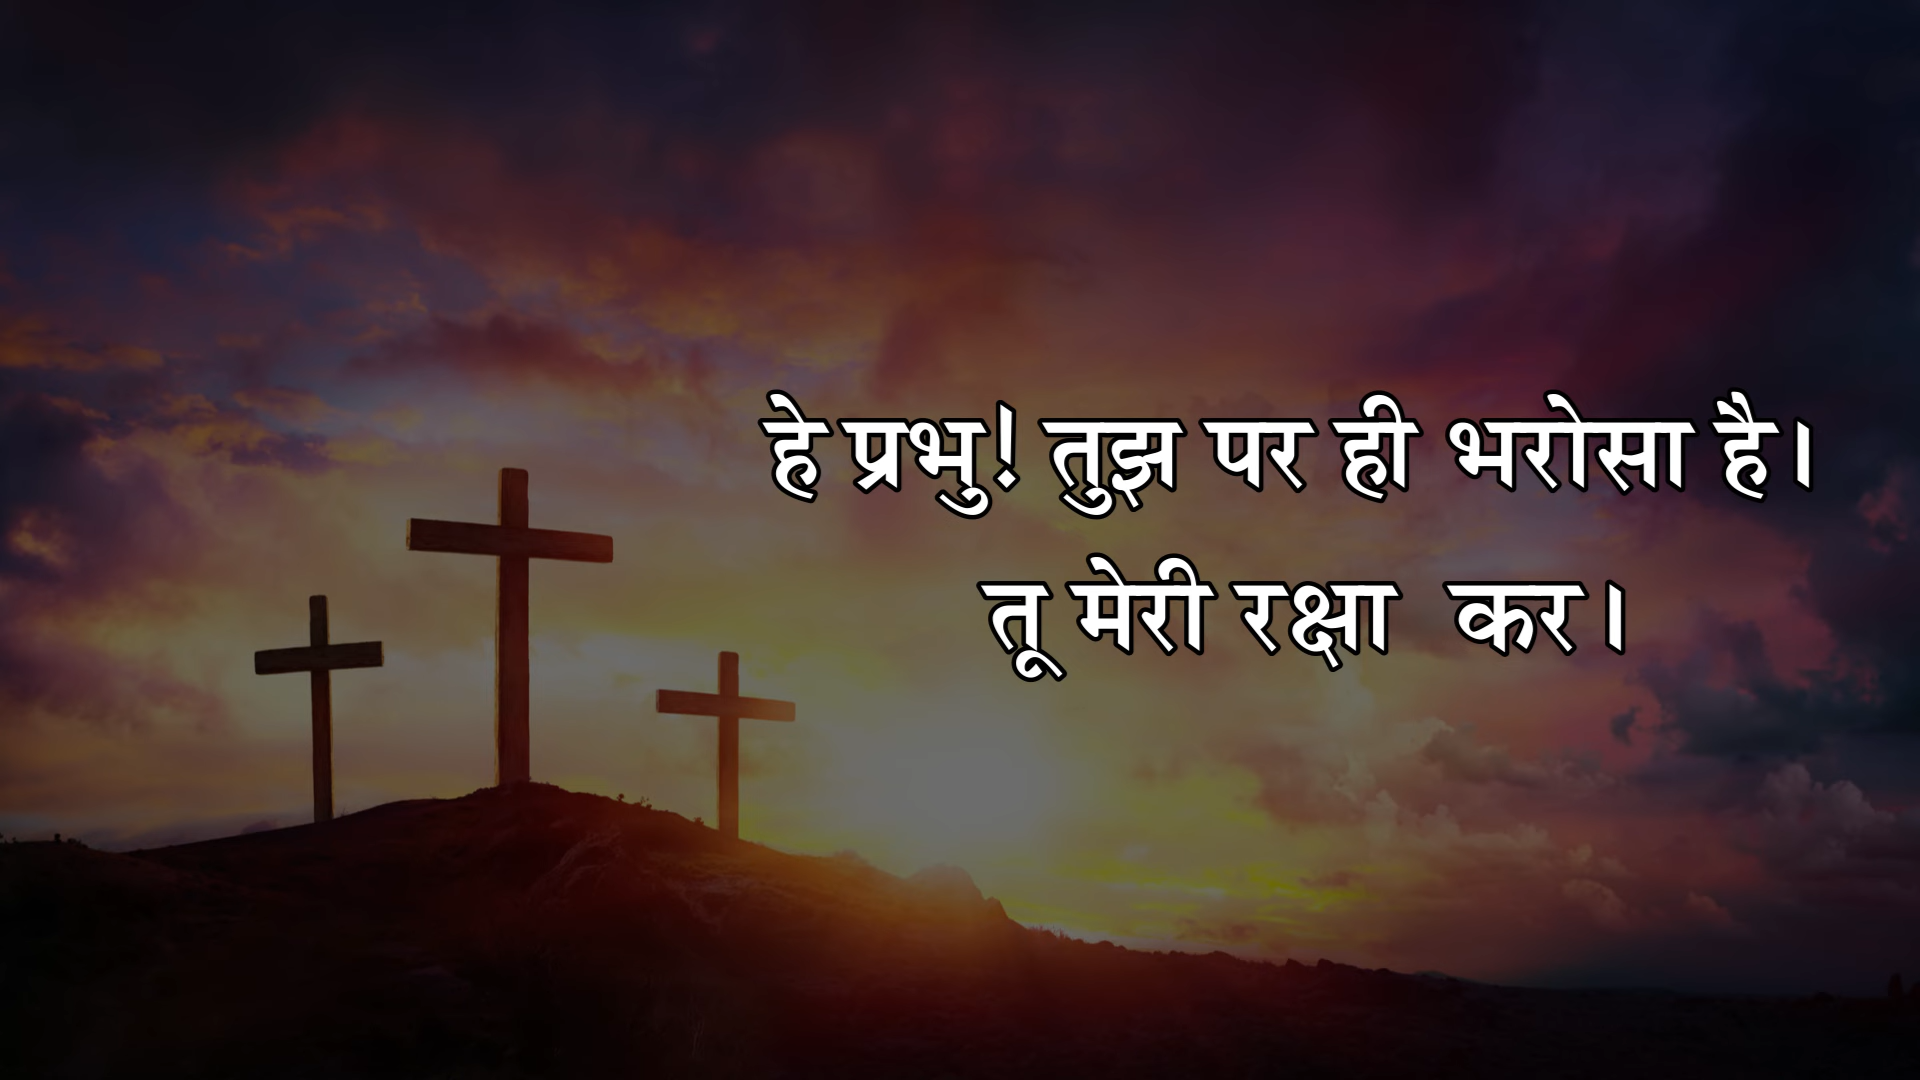 हे प्रभु! तुझ पर ही भरोसा है।
तू मेरी रक्षा कर।